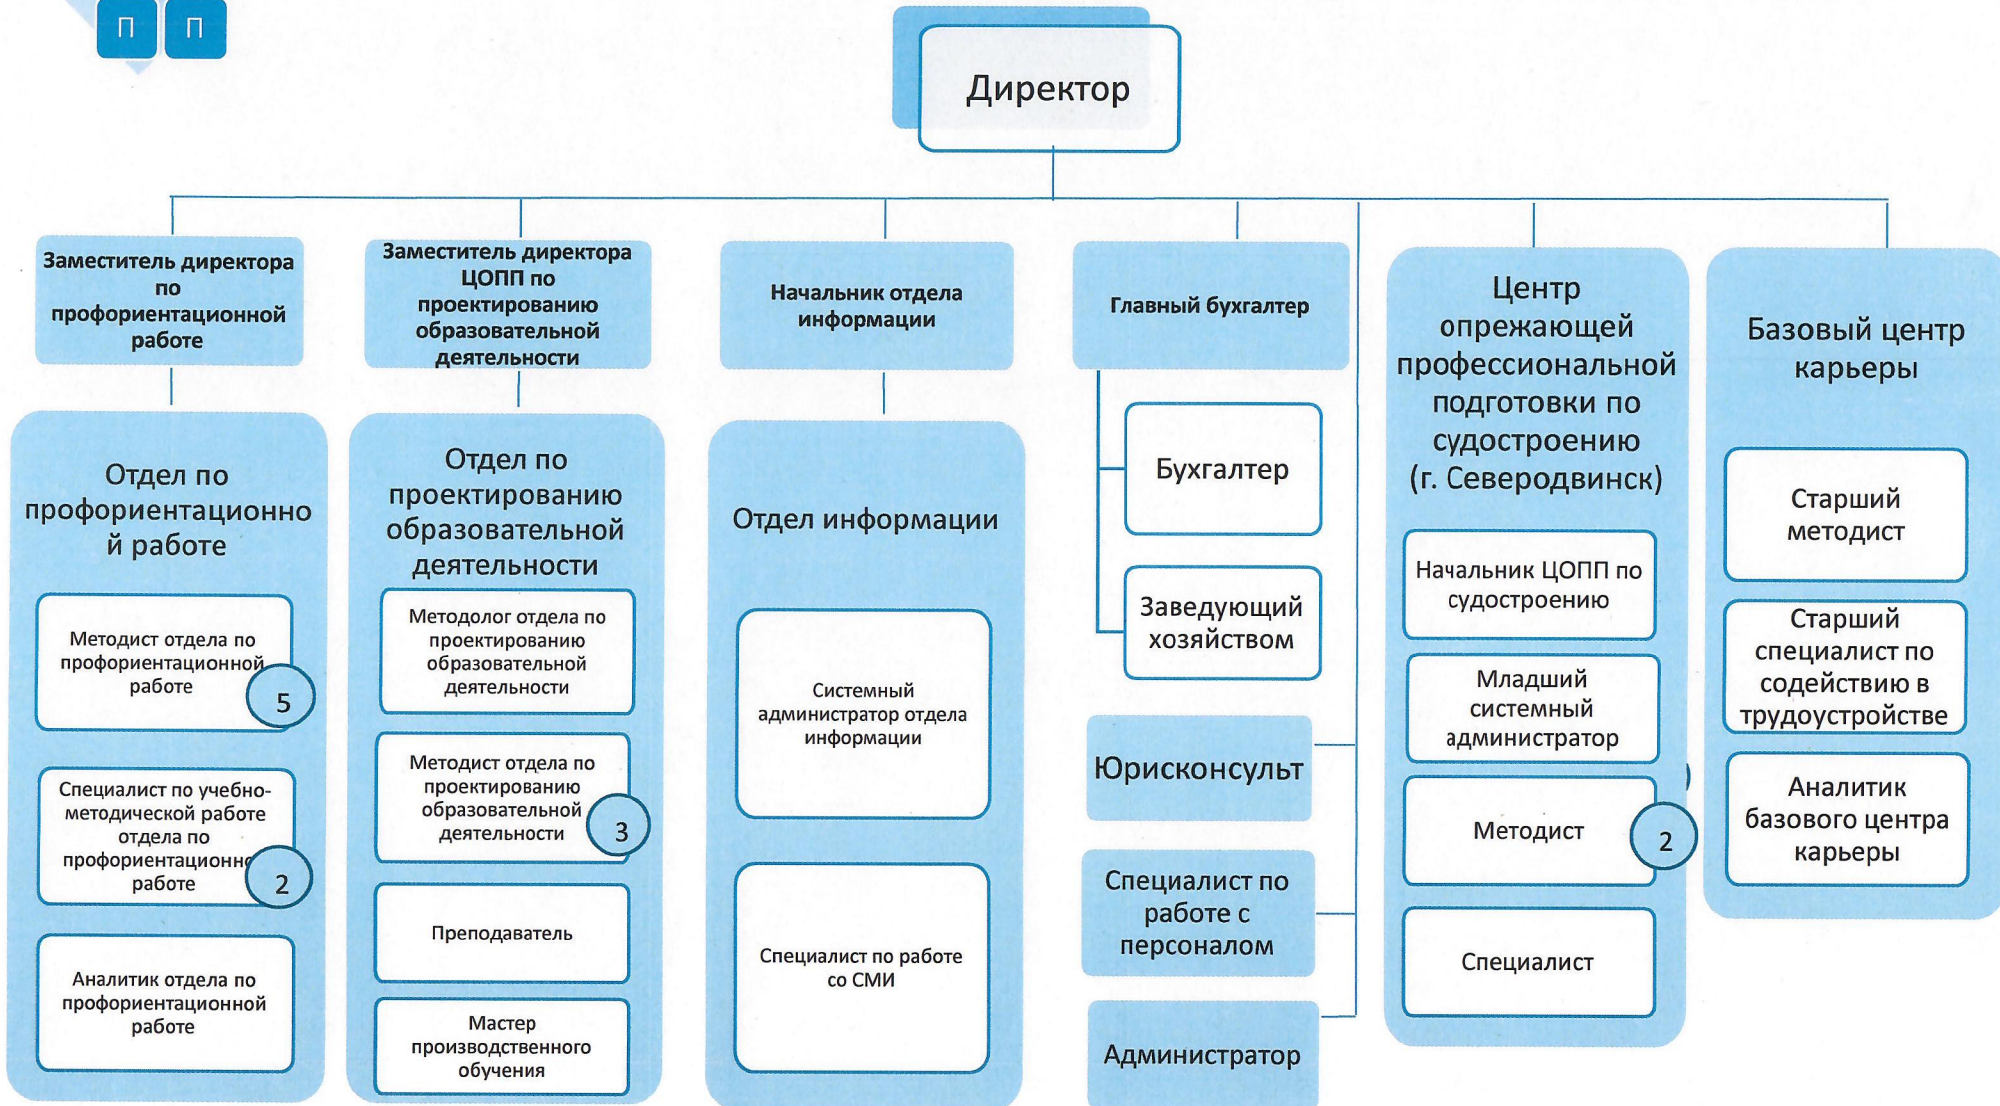 П П
Директор
Заместитель директора
по
профориентационной
работе
Заместитель директора
ЦОПП по
проектированию
образовательной
деятельности
Начальник отдела
информации
Главный бухгалтер
Центр
опрежающей
профессиональной
подготовки по
судостроению
(г. Северодвинск)
Базовый центр
карьеры
Отдел по
профориентационно
й работе
Методист отдела по
профориентационной
работе
5
Специалист по учебно-
методической работе
отдела по
профориентационно
работе
2
Аналитик отдела по
профориентационной
работе
Отдел по
проектированию
образовательной
деятельности
Методолог отдела по
проектированию
образовательной
деятельности
Методист отдела по
проектированию
образовательной
деятельности
3
Преподаватель
Мастер
производственного
обучения
Отдел информации
Системный
администратор отдела
информации
Специалист по работе
со СМИ
Бухгалтер
Заведующий
хозяйством
Юрисконсульт
Специалист по
работе с
персоналом
Администратор
Начальник ЦОПП по
судостроению
Младший
системный
администратор
Методист
2
Специалист
Старший
методист
Старший
специалист по
содействию в
трудоустройстве
Аналитик
базового центра
карьеры